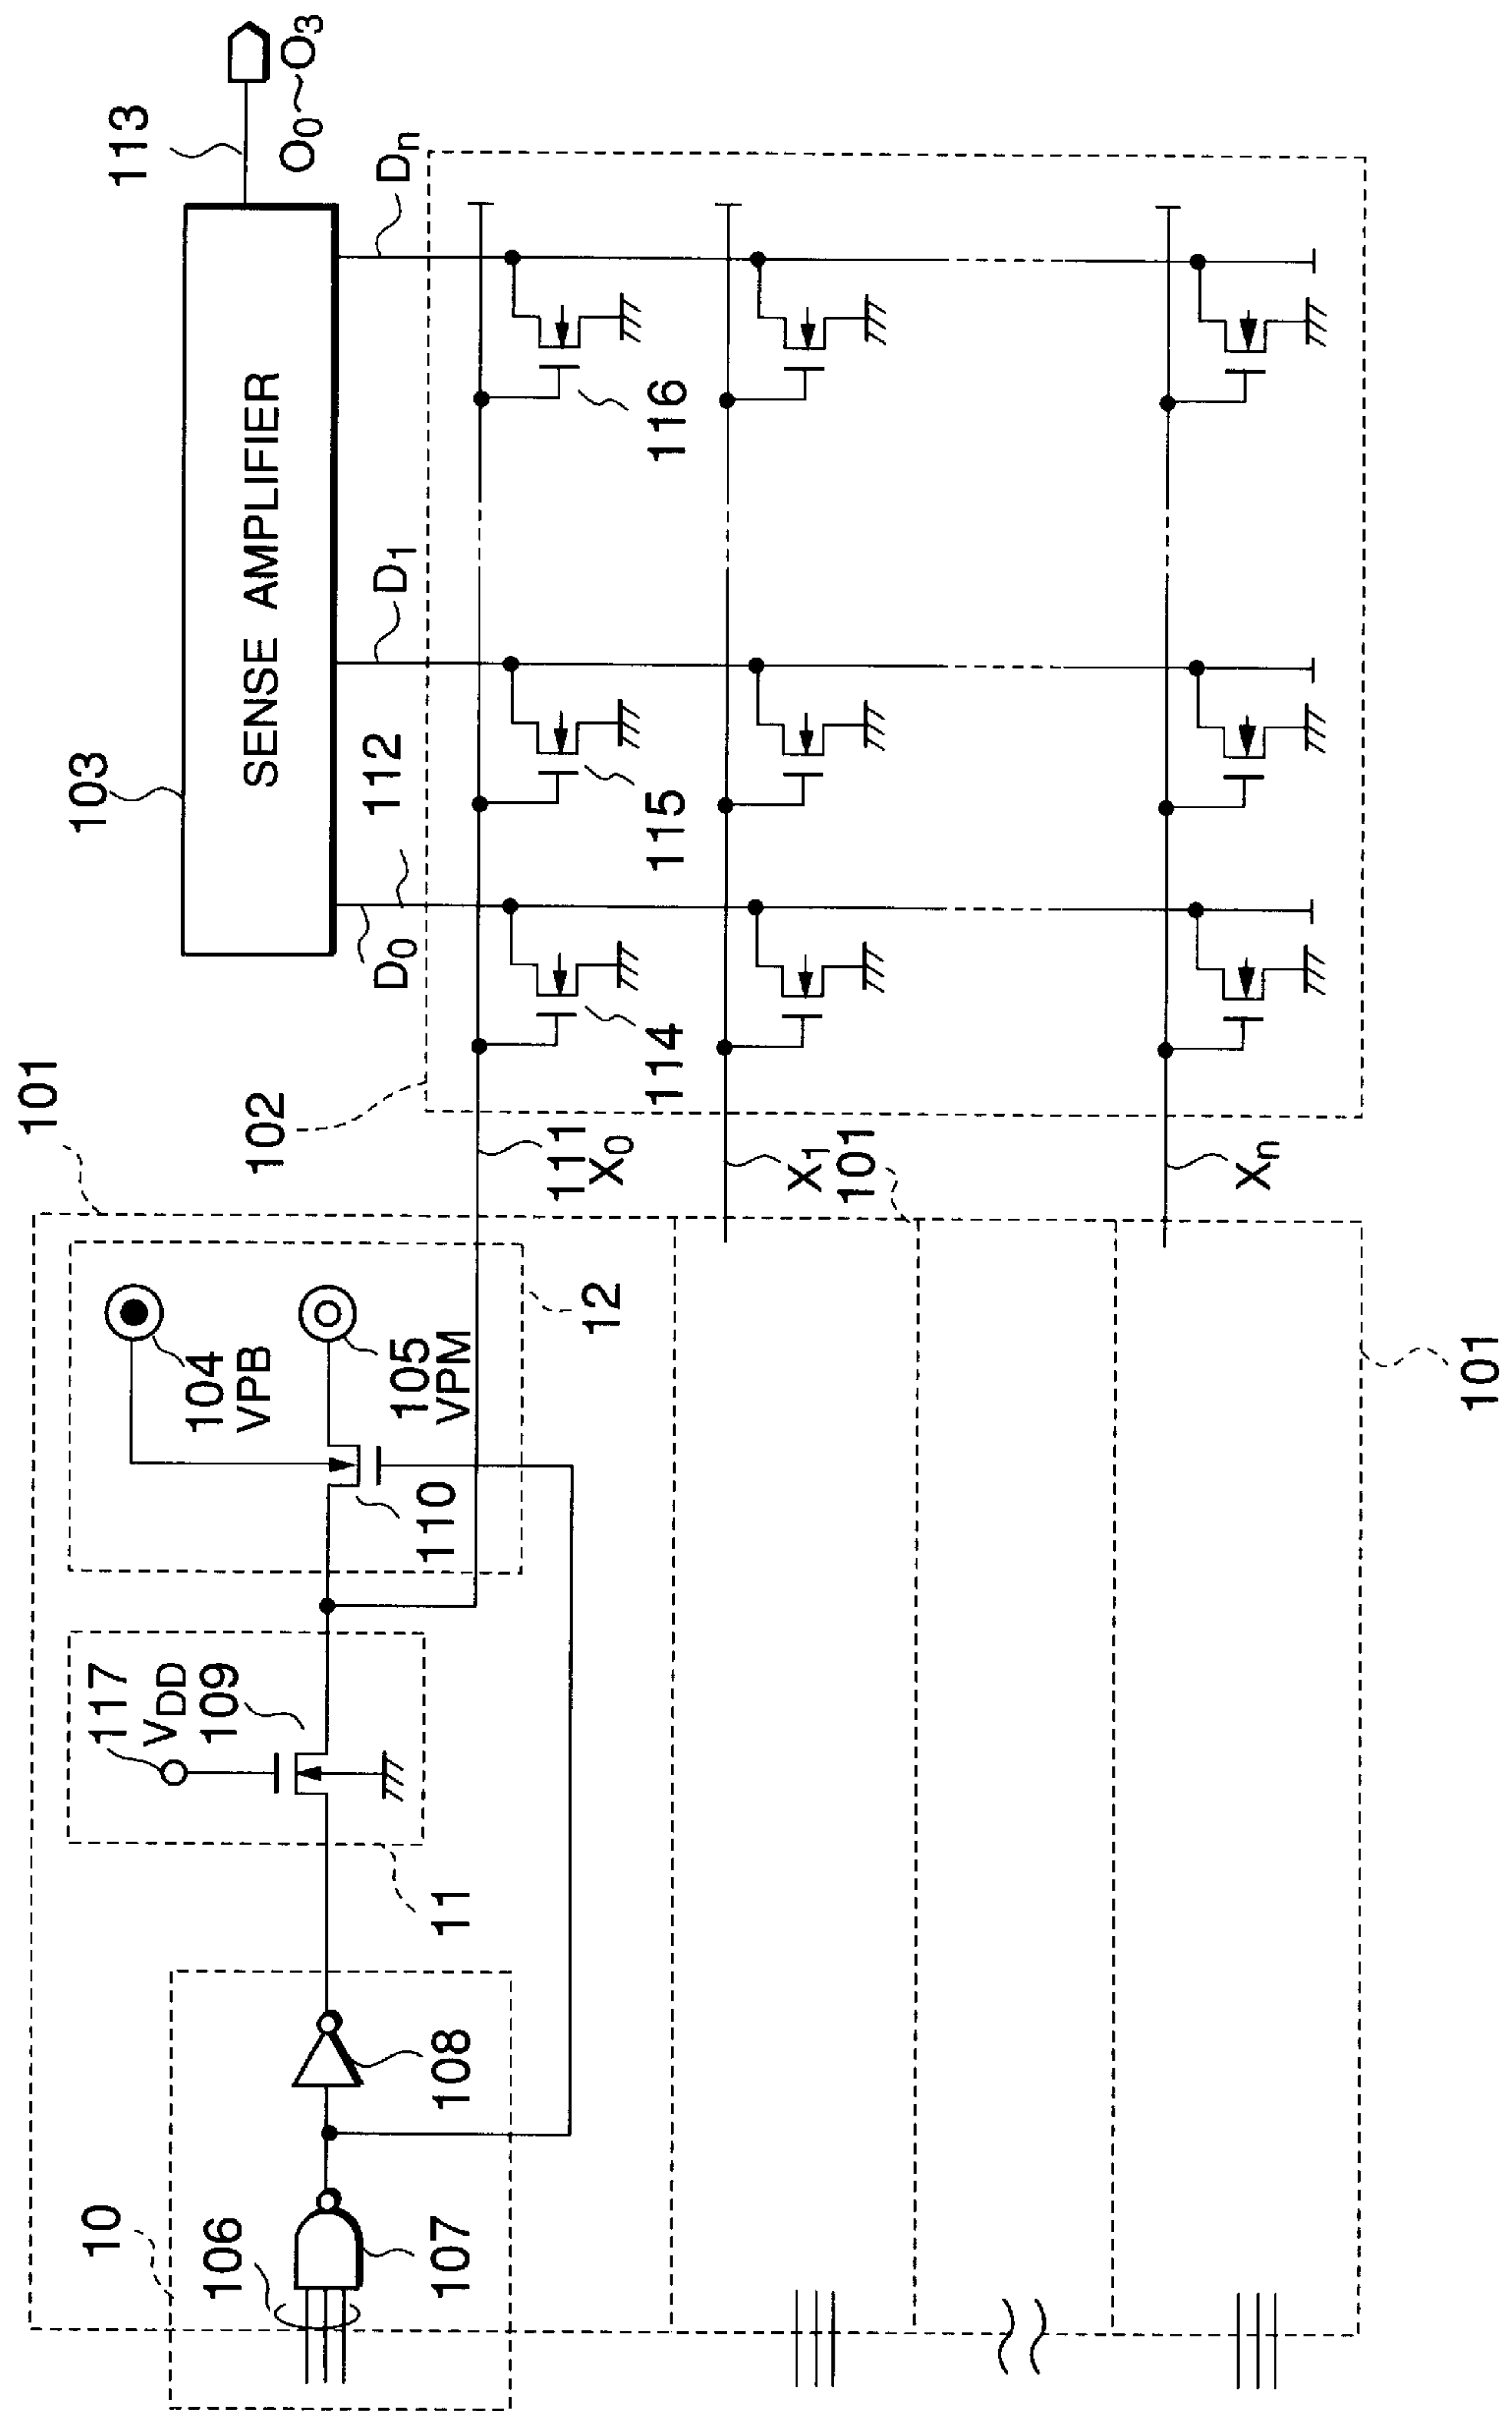 101
10
106
107
108
11
117
VDD
109
110
104
VPB
105
VPM
12
111
X0
X1
101
Xn
101
102
103
SENSE AMPLIFIER
113
O0~O3
D0
112
D1
Dn
114
115
116